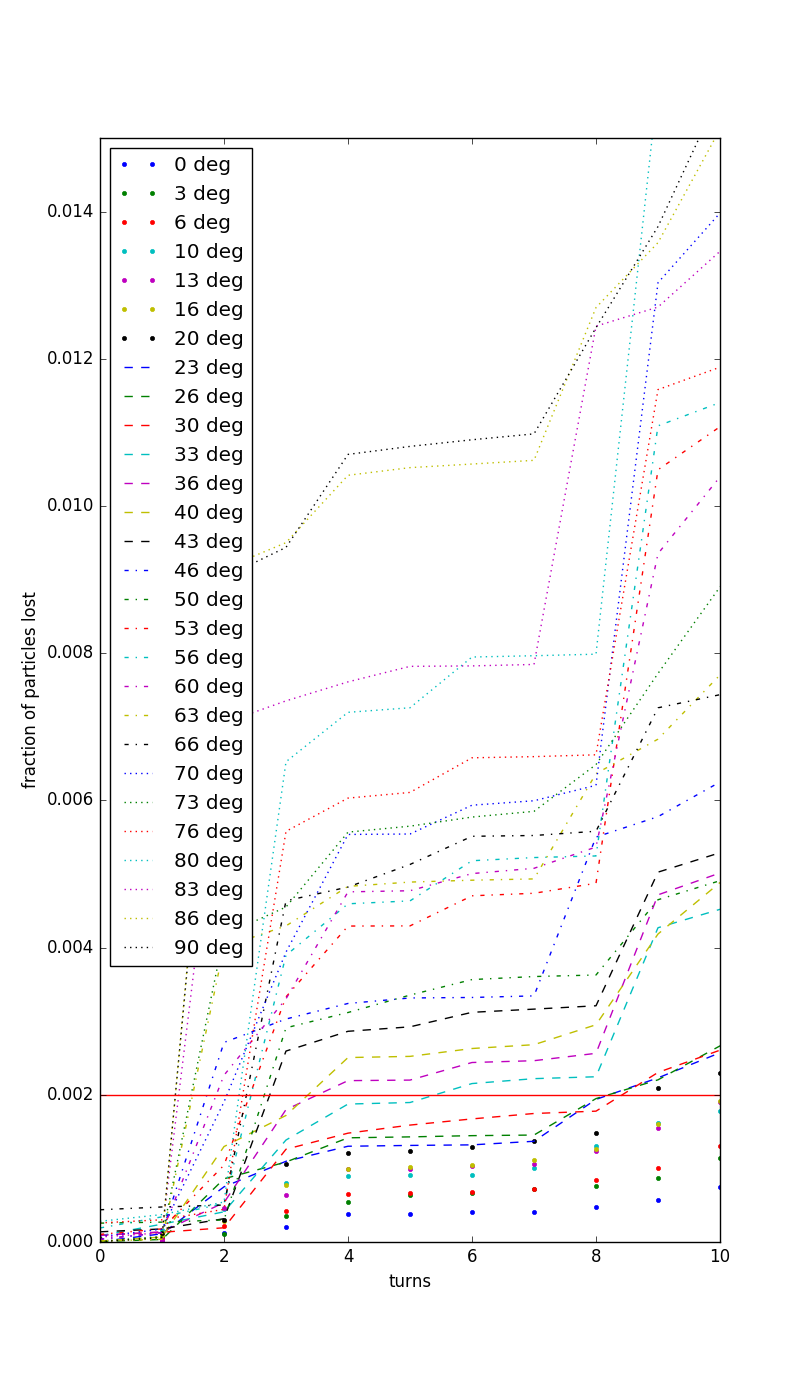 0.014
0.012
0.010
0.008
0.006
0.004
0.002
0.000
fraction of particles lost
0 deg
3 deg
6 deg
10 deg
13 deg
16 deg
20 deg
23 deg
26 deg
30 deg
33 deg
36 deg
40 deg
43 deg
46 deg
50 deg
53 deg
56 deg
60 deg
63 deg
66 deg
70 deg
73 deg
76 deg
80 deg
83 deg
86 deg
90 deg
0 2 4 6 8 10
turns